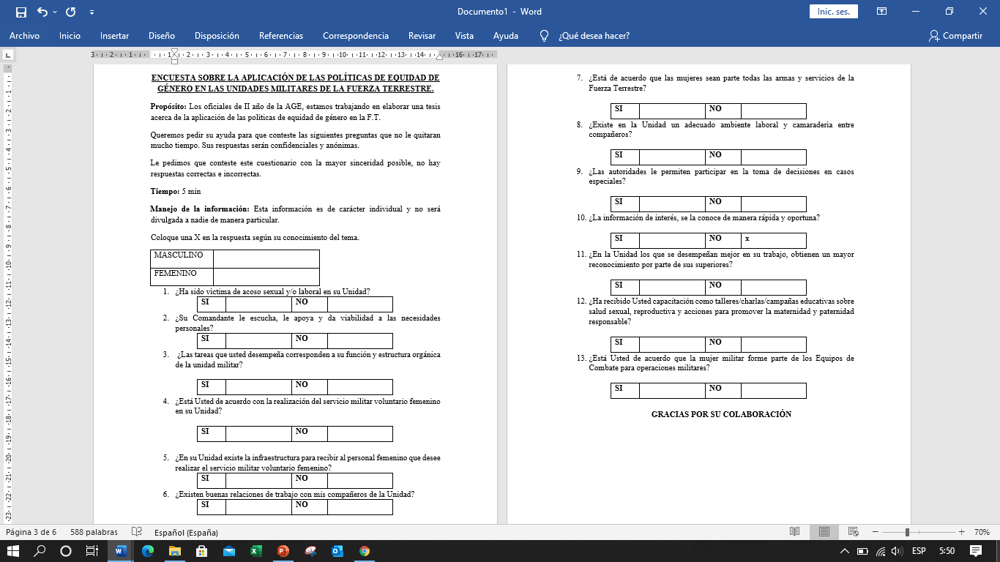 Documento1 - Word
Inic. ses.
Archivo Inicio Insertar Diseño Disposición Referencias Correspondencia Revisar Vista Ayuda ¿Qué desea hacer? Compartir
3 2 1 1 2 3 4 5 6 7 8 9 10 11 12 13 14 16 17
ENCUESTA SOBRE LA APLICACIÓN DE LAS POLÍTICAS DE EQUIDAD DE
GÉNERO EN LAS UNIDADES MILITARES DE LA FUERZA TERRESTRE.
Propósito: Los oficiales de II año de la AGE, estamos trabajando en elaborar una tesis
acerca de la aplicación de las políticas de equidad de género en la F.T.
Queremos pedir su ayuda para que conteste las siguientes preguntas que no le quitaran
mucho tiempo. Sus respuestas serán confidenciales y anónimas.
Le pedimos que conteste este cuestionario con la mayor sinceridad posible, no hay
respuestas correctas e incorrectas.
Tiempo: 5 min
Manejo de la información: Esta información es de carácter individual y no será
divulgada a nadie de manera particular.
Coloque una X en la respuesta según su conocimiento del tema.
MASCULINO
FEMENINO
1. ¿Ha sido víctima de acoso sexual y/o laboral en su Unidad?
SI NO
2. ¿Su Comandante le escucha, le apoya y da viabilidad a las necesidades
personales?
SI NO
3. ¿Las tareas que usted desempeña corresponden a su función y estructura orgánica
de la unidad militar?
SI NO
4. ¿Está Usted de acuerdo con la realización del servicio militar voluntario femenino
en su Unidad?
SI NO
5. ¿En su Unidad existe la infraestructura para recibir al personal femenino que desee
realizar el servicio militar voluntario femenino?
SI NO
6. ¿Existen buenas relaciones de trabajo con mis compañeros de la Unidad?
SI NO
7. ¿Está de acuerdo que las mujeres sean parte todas las armas y servicios de la
Fuerza Terrestre?
SI NO
8. ¿Existe en la Unidad un adecuado ambiente laboral y camaradería entre
compañeros?
SI NO
9. ¿Las autoridades le permiten participar en la toma de decisiones en casos
especiales?
SI NO
10. ¿La información de interés, se la conoce de manera rápida y oportuna?
SI NO x
11. ¿En la Unidad los que se desempeñan mejor en su trabajo, obtienen un mayor
reconocimiento por parte de sus superiores?
SI NO
12. ¿Ha recibido Usted capacitación como talleres/charlas/campañas educativas sobre
salud sexual, reproductiva y acciones para promover la maternidad y paternidad
responsable?
SI NO
13. ¿Está Usted de acuerdo que la mujer militar forme parte de los Equipos de
Combate para operaciones militares?
SI NO
GRACIAS POR SU COLABORACIÓN
Página 3 de 6 588 palabras Español (España) 70%
ESP 5:50